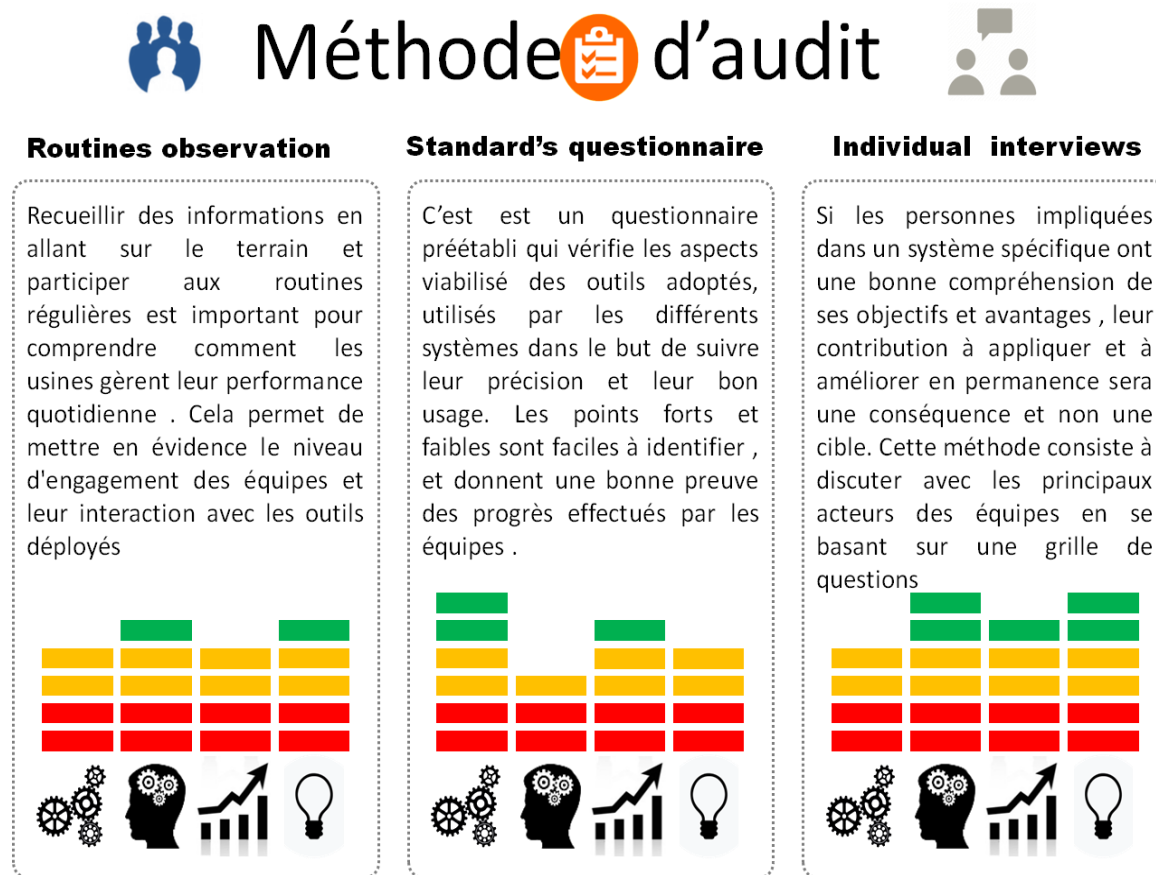 Méthode d’audit
Routines observation
Recueillir des informations en
allant sur le terrain et
participer aux routines
régulières est important pour
comprendre comment les
usines gèrent leur performance
quotidienne . Cela permet de
mettre en évidence le niveau
d'engagement des équipes et
leur interaction avec les outils
déployés
Standard’s questionnaire
C’est est un questionnaire
préétabli qui vérifie les aspects
viabilisé des outils adoptés,
utilisés par les différents
systèmes dans le but de suivre
leur précision et leur bon
usage. Les points forts et
faibles sont faciles à identifier ,
et donnent une bonne preuve
des progrès effectués par les
équipes .
Individual interviews
Si les personnes impliquées
dans un système spécifique ont
une bonne compréhension de
ses objectifs et avantages , leur
contribution à appliquer et à
améliorer en permanence sera
une conséquence et non une
cible. Cette méthode consiste à
discuter avec les principaux
acteurs des équipes en se
basant sur une grille de
questions